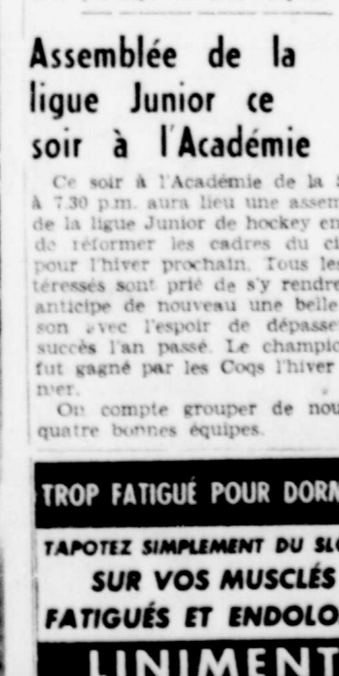 Assemblée de la
ligue Junior ce
soir à l'Académie
Ce soir à l'Académie de la
à 7.30 p.m. aura lieu une assem
de la ligue Junior de hockey en
de réformer les cadres du ci
pour l'hiver prochain. Tous les
téressés sont prié de s'y rendre
anticipe de nouveau une belle
son avec l'espoir de dépasse
succès l'an passé. Le champio
fut gagné par les Coqs l'hiver
nier.
On compte grouper de nou
quatre bonnes équipes.
TROP FATIGUÉ POUR DORM
TAPOTEZ SIMPLEMENT DU SLO
SUR VOS MUSCLÉS
FATIGUÉS ET ENDOLO
LINIMENT